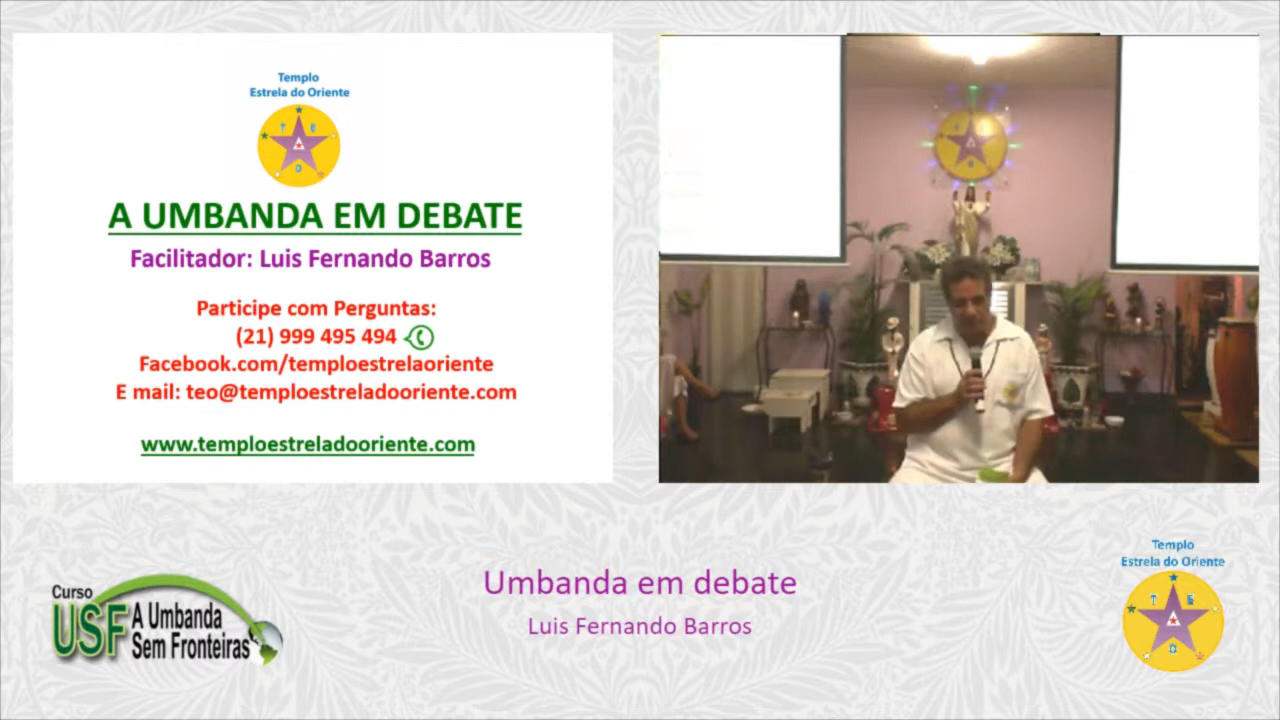 Templo
Estrela do Oriente
T E
O
A UMBANDA EM DEBATE
Facilitador: Luis Fernando Barros
Participe com Perguntas:
(21) 999 495 494
Facebook.com/temploestrelaoriente
E mail: teo@temploestreladooriente.com
www.temploestreladooriente.com
Curso
USF A Umbanda
Sem Fronteiras
Umbanda em debate
Luis Fernando Barros
Templo
Estrela do Oriente
T E
O